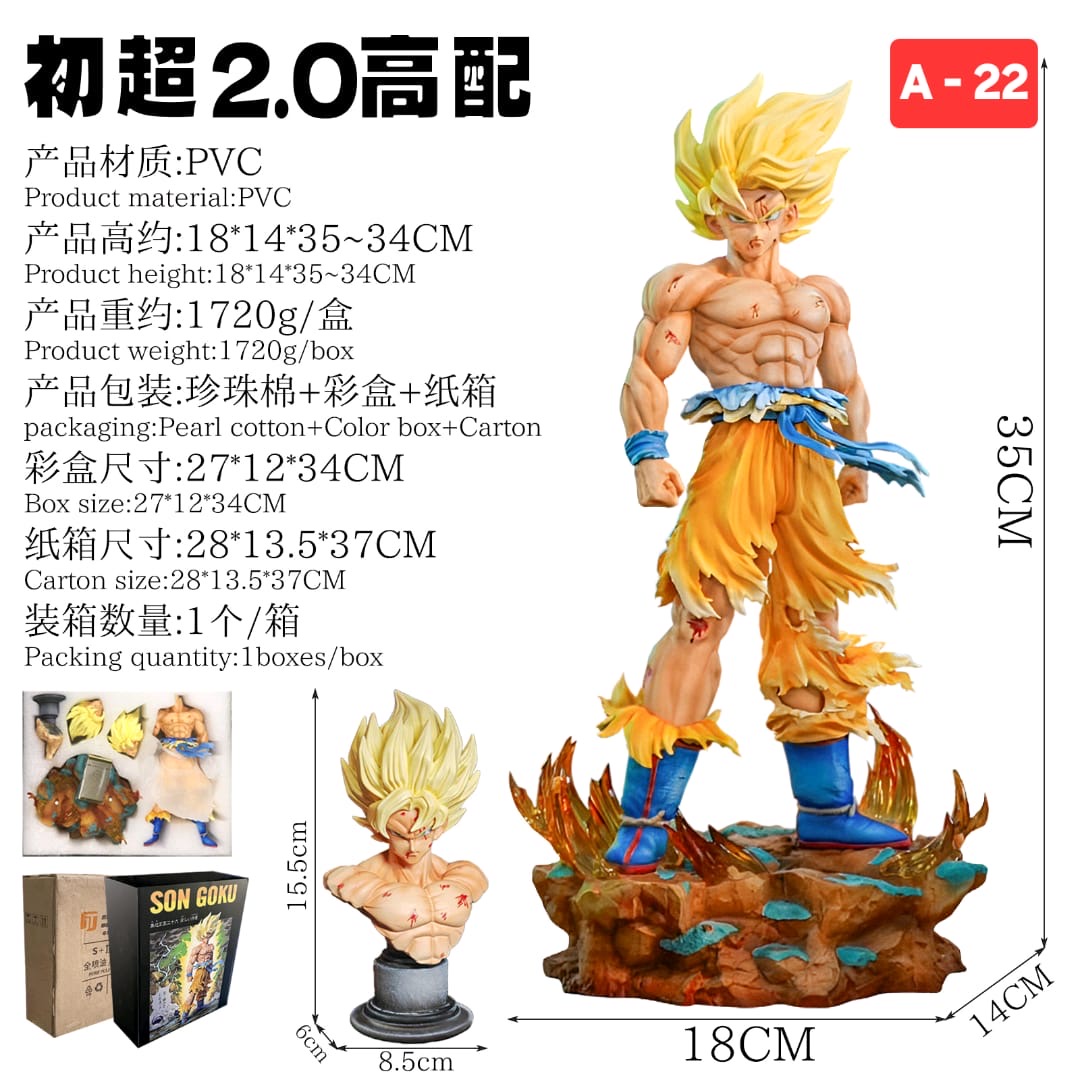 初超2.0高配
A - 22
产品材质:PVC
Product material:PVC
产品高约:18*14*35~34CM
Product height:18*14*35~34CM
产品重约:1720g/盒
Product weight:1720g/box
产品包装:珍珠棉+彩盒+纸箱
packaging:Pearl cotton+Color box+Carton
彩盒尺寸:27*12*34CM
Box size:27*12*34CM
纸箱尺寸:28*13.5*37CM
Carton size:28*13.5*37CM
装箱数量:1个/箱
Packing quantity:1boxes/box
35CM
15.5cm
SON GOKU
6cm
8.5cm
18CM
14CM